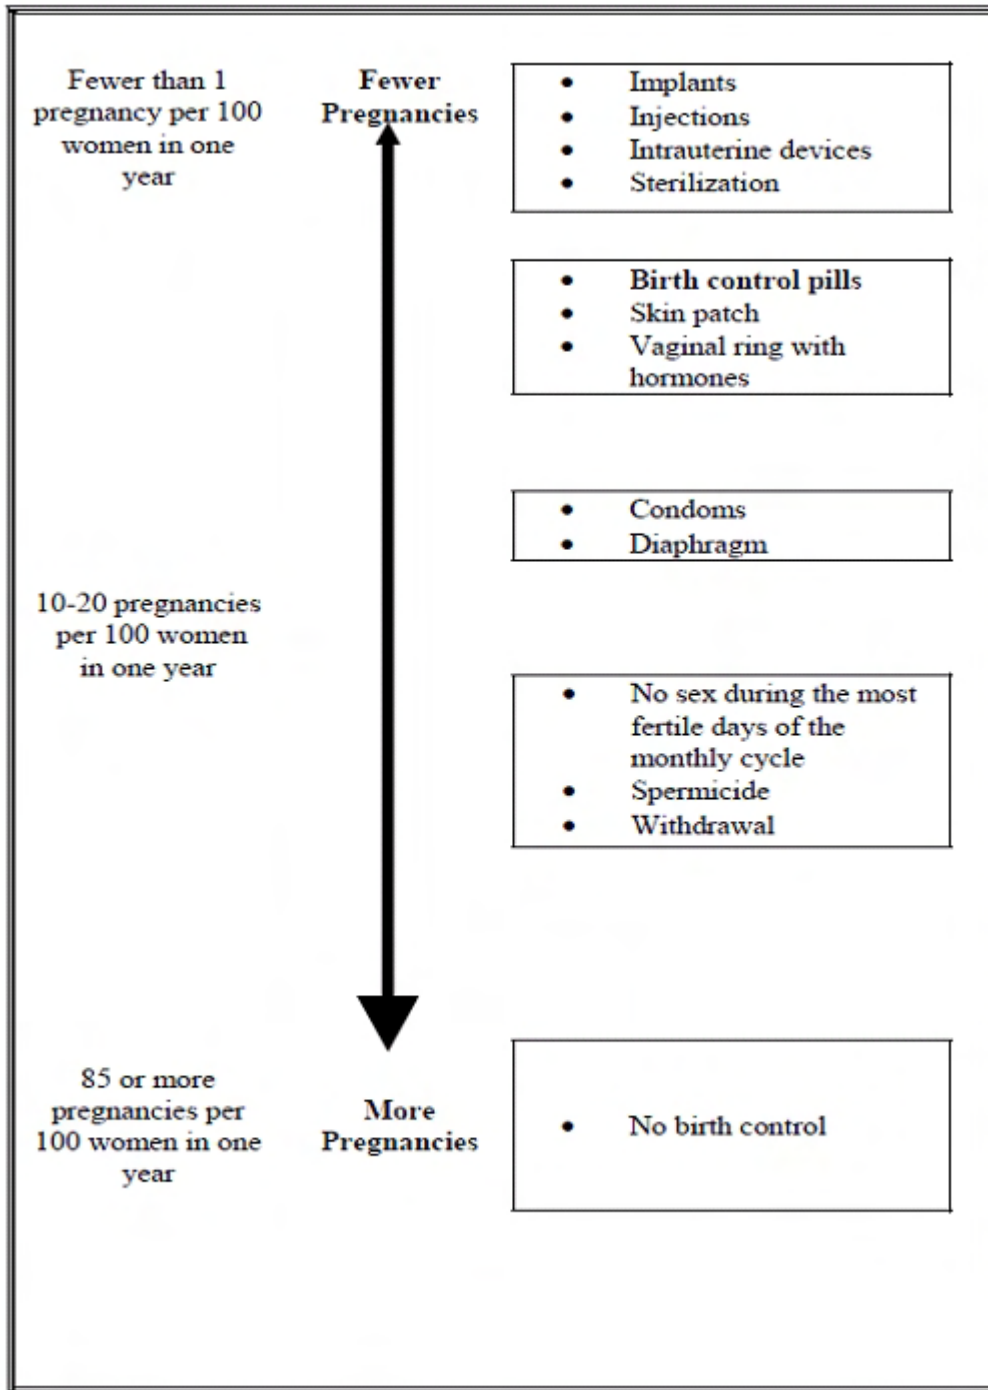 Fewer than 1
pregnancy per 100
women in one
year
Fewer
Pregnancies
• Implants
• Injections
• Intrauterine devices
• Sterilization
• Birth control pills
• Skin patch
• Vaginal ring with
hormones
• Condoms
• Diaphragm
10-20 pregnancies
per 100 women
in one year
• No sex during the most
fertile days of the
monthly cycle
• Spermicide
• Withdrawal
85 or more
pregnancies per
100 women in one
year
More
Pregnancies
• No birth control